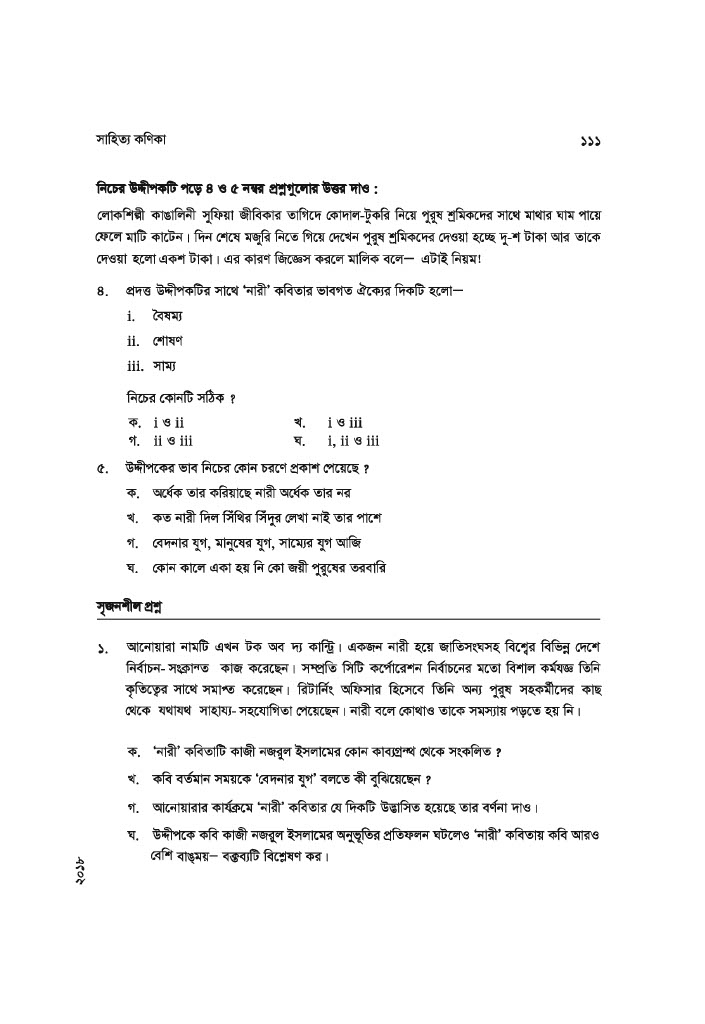 সাহিত্য কণিকা ১১১
নিচের উদ্দীপকটি পড়ে ৪ ও ৫ নম্বর প্রশ্নগুলোর উত্তর দাও :
লোকশিল্পী কাঙালিনী সুফিয়া জীবিকার তাগিদে কোদাল-টুকরি নিয়ে পুরুষ শ্রমিকদের সাথে মাথার ঘাম পায়ে
ফেলে মাটি কাটেন। দিন শেষে মজুরি নিতে গিয়ে দেখেন পুরুষ শ্রমিকদের দেওয়া হচ্ছে দু-শ টাকা আর তাকে
দেওয়া হলো একশ টাকা। এর কারণ জিজ্ঞেস করলে মালিক বলে— এটাই নিয়ম!
৪. প্রদত্ত উদ্দীপকটির সাথে ‘নারী’ কবিতার ভাবগত ঐক্যের দিকটি হলো—
i. বৈষম্য
ii. শোষণ
iii. সাম্য
নিচের কোনটি সঠিক ?
ক. i ও ii খ. i ও iii
গ. ii ও iii ঘ. i, ii ও iii
৫. উদ্দীপকের ভাব নিচের কোন চরণে প্রকাশ পেয়েছে ?
ক. অর্ধেক তার করিয়াছে নারী অর্ধেক তার নর
খ. কত নারী দিল সিঁথির সিঁদুর লেখা নাই তার পাশে
গ. বেদনার যুগ, মানুষের যুগ, সাম্যের যুগ আজি
ঘ. কোন কালে একা হয় নি কো জয়ী পুরুষের তরবারি
সৃজনশীল প্রশ্ন
১. আনোয়ারা নামটি এখন টক অব দ্য কান্ট্রি। একজন নারী হয়ে জাতিসংঘসহ বিশ্বের বিভিন্ন দেশে
নির্বাচন- সংক্রান্ত কাজ করেছেন। সম্প্রতি সিটি কর্পোরেশন নির্বাচনের মতো বিশাল কর্মযজ্ঞ তিনি
কৃতিত্বের সাথে সমাপ্ত করেছেন। রিটার্নিং অফিসার হিসেবে তিনি অন্য পুরুষ সহকর্মীদের কাছ
থেকে যথাযথ সাহায্য- সহযোগিতা পেয়েছেন। নারী বলে কোথাও তাকে সমস্যায় পড়তে হয় নি।
ক. ‘নারী’ কবিতাটি কাজী নজরুল ইসলামের কোন কাব্যগ্রন্থ থেকে সংকলিত ?
খ. কবি বর্তমান সময়কে ‘বেদনার যুগ’ বলতে কী বুঝিয়েছেন ?
গ. আনোয়ারার কার্যক্রমে ‘নারী’ কবিতার যে দিকটি উদ্ভাসিত হয়েছে তার বর্ণনা দাও।
ঘ. উদ্দীপকে কবি কাজী নজরুল ইসলামের অনুভূতির প্রতিফলন ঘটলেও ‘নারী’ কবিতায় কবি আরও
বেশি বাঙ্‌ময়— বক্তব্যটি বিশ্লেষণ কর।
২০১৮